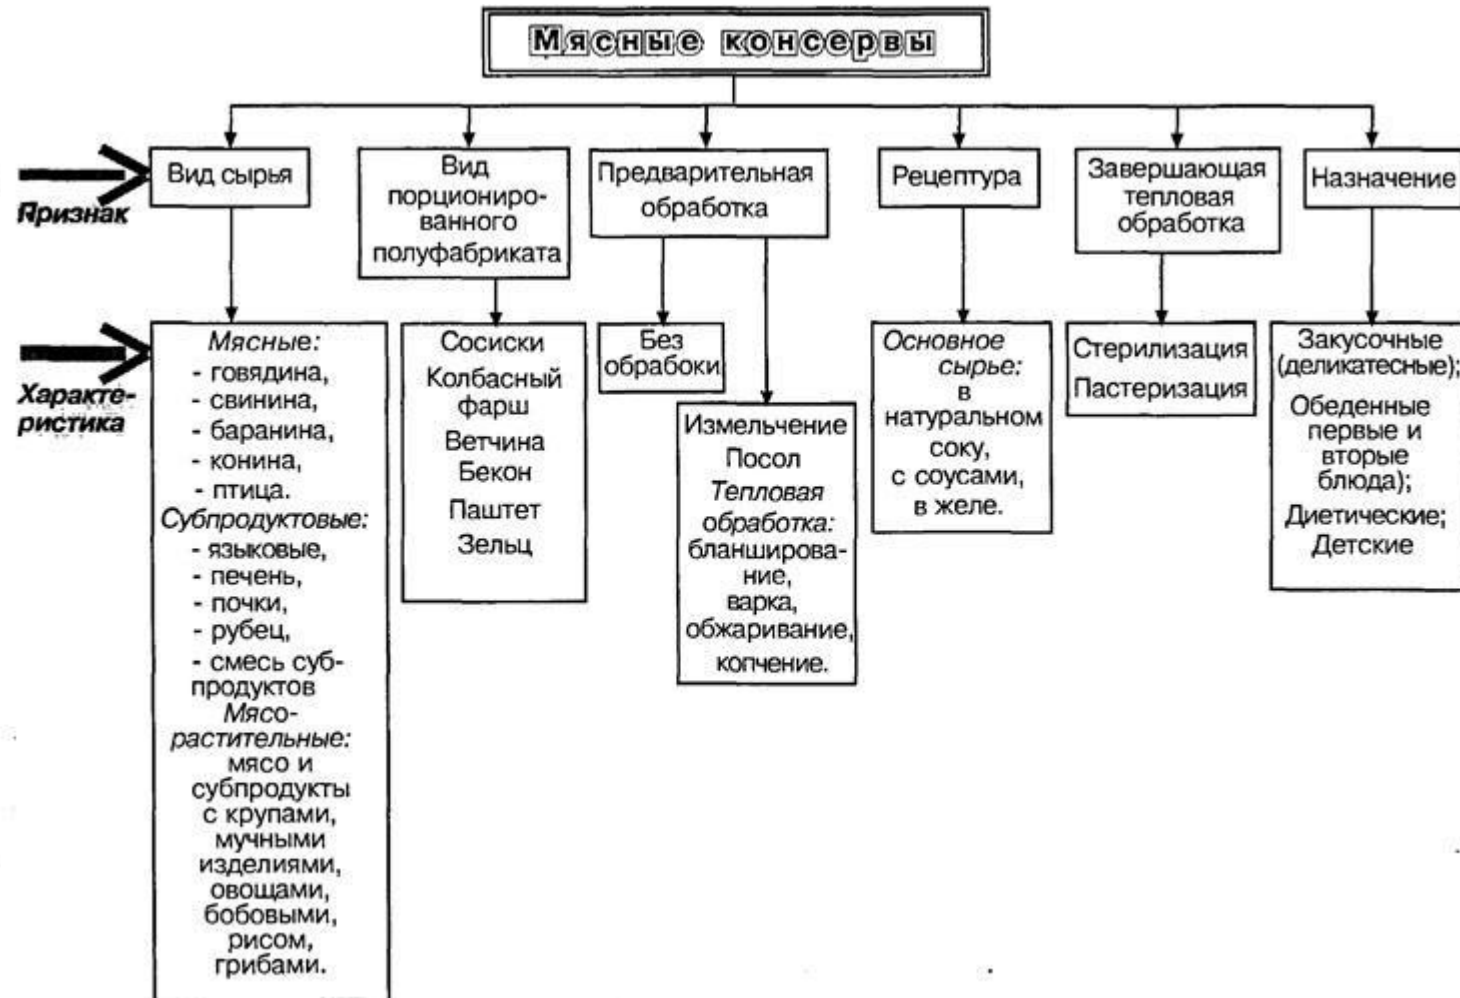 Мясные консервы
Признак
Вид сырья
Вид
порциониро-
ванного
полуфабриката
Предварительная
обработка
Рецептура
Завершающая
тепловая
обработка
Назначение
Характе-
ристика
Мясные:
- говядина,
- свинина,
- баранина,
- конина,
- птица.
Субпродуктовые:
- языковые,
- печень,
- почки,
- рубец,
- смесь суб-
продуктов
Мясо-
растительные:
мясо и
субпродукты
с крупами,
мучными
изделиями,
овощами,
бобовыми,
рисом,
грибами.
Сосиски
Колбасный
фарш
Ветчина
Бекон
Паштет
Зельц
Без
обрабоки
Измельчение
Посол
Тепловая
обработка:
бланширова-
ние,
варка,
обжаривание,
копчение.
Основное
сырье:
в
натуральном
соку,
с соусами,
в желе.
Стерилизация
Пастеризация
Закусочные
(деликатесные);
Обеденные
первые и
вторые
блюда);
Диетические;
Детские